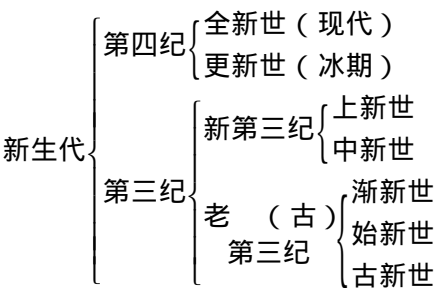 新生代
第四纪
全新世（现代）
更新世（冰期）
第三纪
新第三纪
上新世
中新世
老（古）
第三纪
渐新世
始新世
古新世